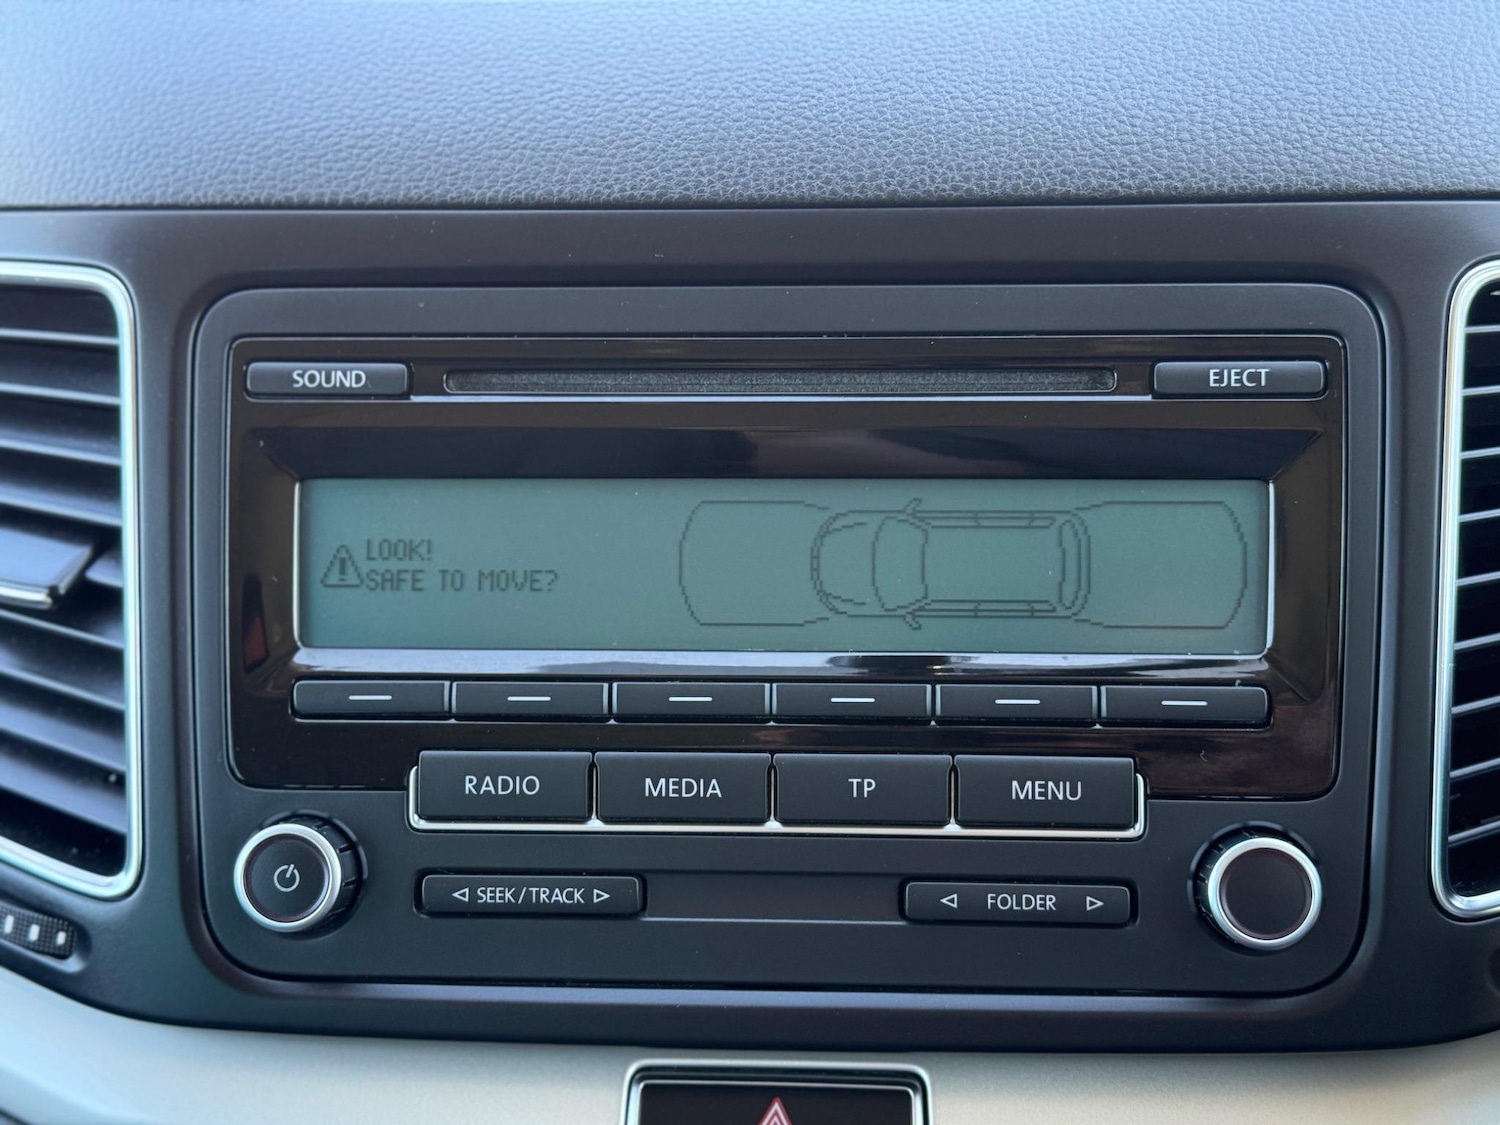 SOUND
EJECT
LOOK!
SAFE TO MOVE?
RADIO
MEDIA
TP
MENU
SEEK/TRACK
FOLDER